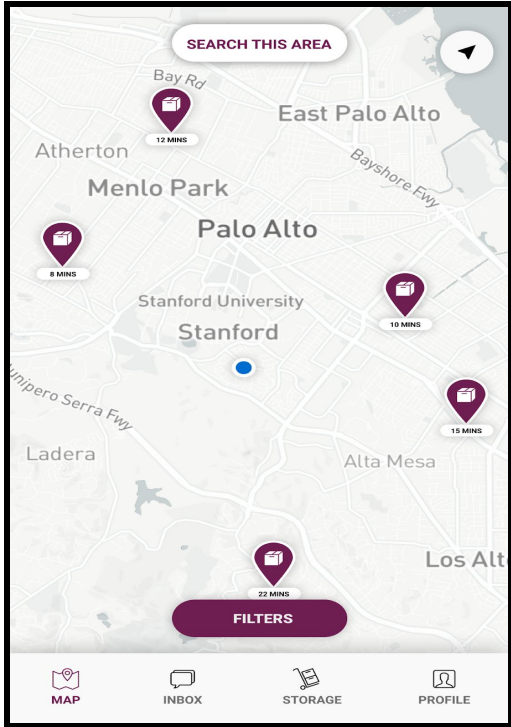 SEARCH THIS AREA
Bay Rd
12 MINS
East Palo Alto
Atherton
Bayshore Fwy
Menlo Park
Palo Alto
8 MINS
Stanford University
10 MINS
Stanford
Junipero Serra Fwy
15 MINS
Ladera
Alta Mesa
Los Alt
22 MINS
FILTERS
MAP
INBOX
STORAGE
PROFILE